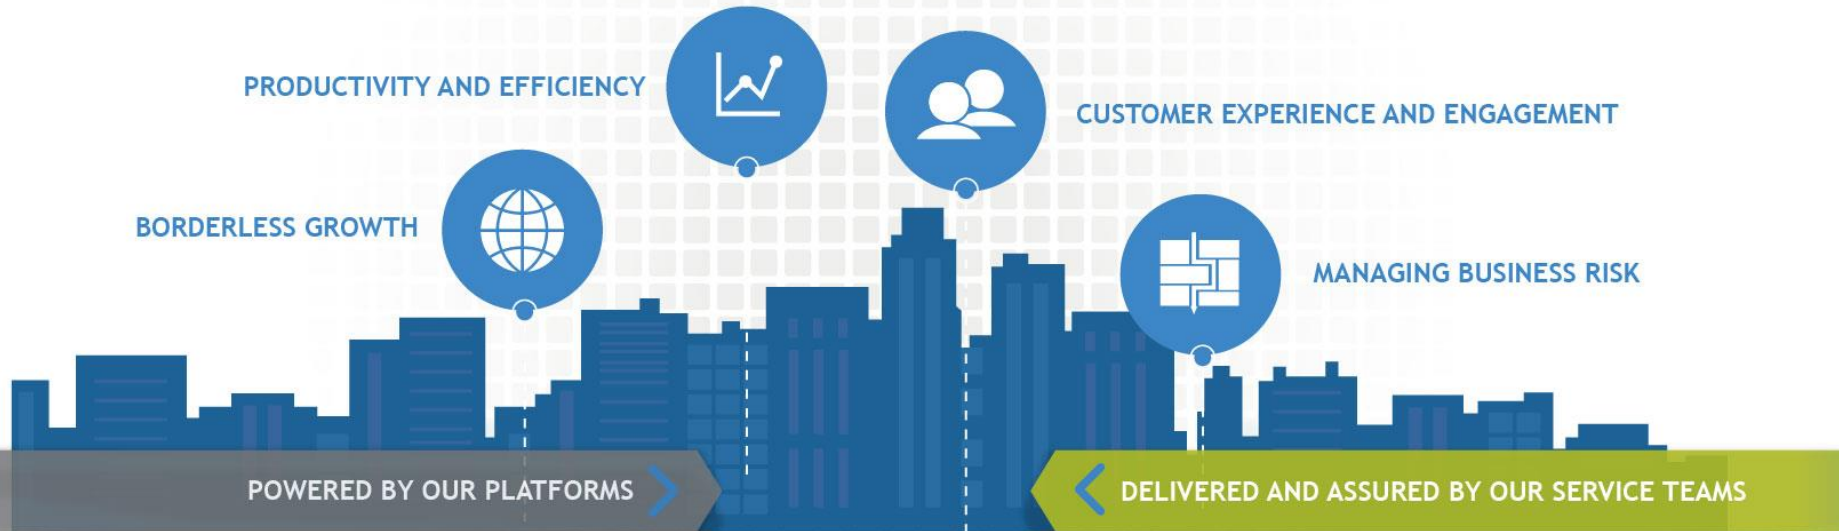 PRODUCTIVITY AND EFFICIENCY
CUSTOMER EXPERIENCE AND ENGAGEMENT
BORDERLESS GROWTH
MANAGING BUSINESS RISK
POWERED BY OUR PLATFORMS
DELIVERED AND ASSURED BY OUR SERVICE TEAMS